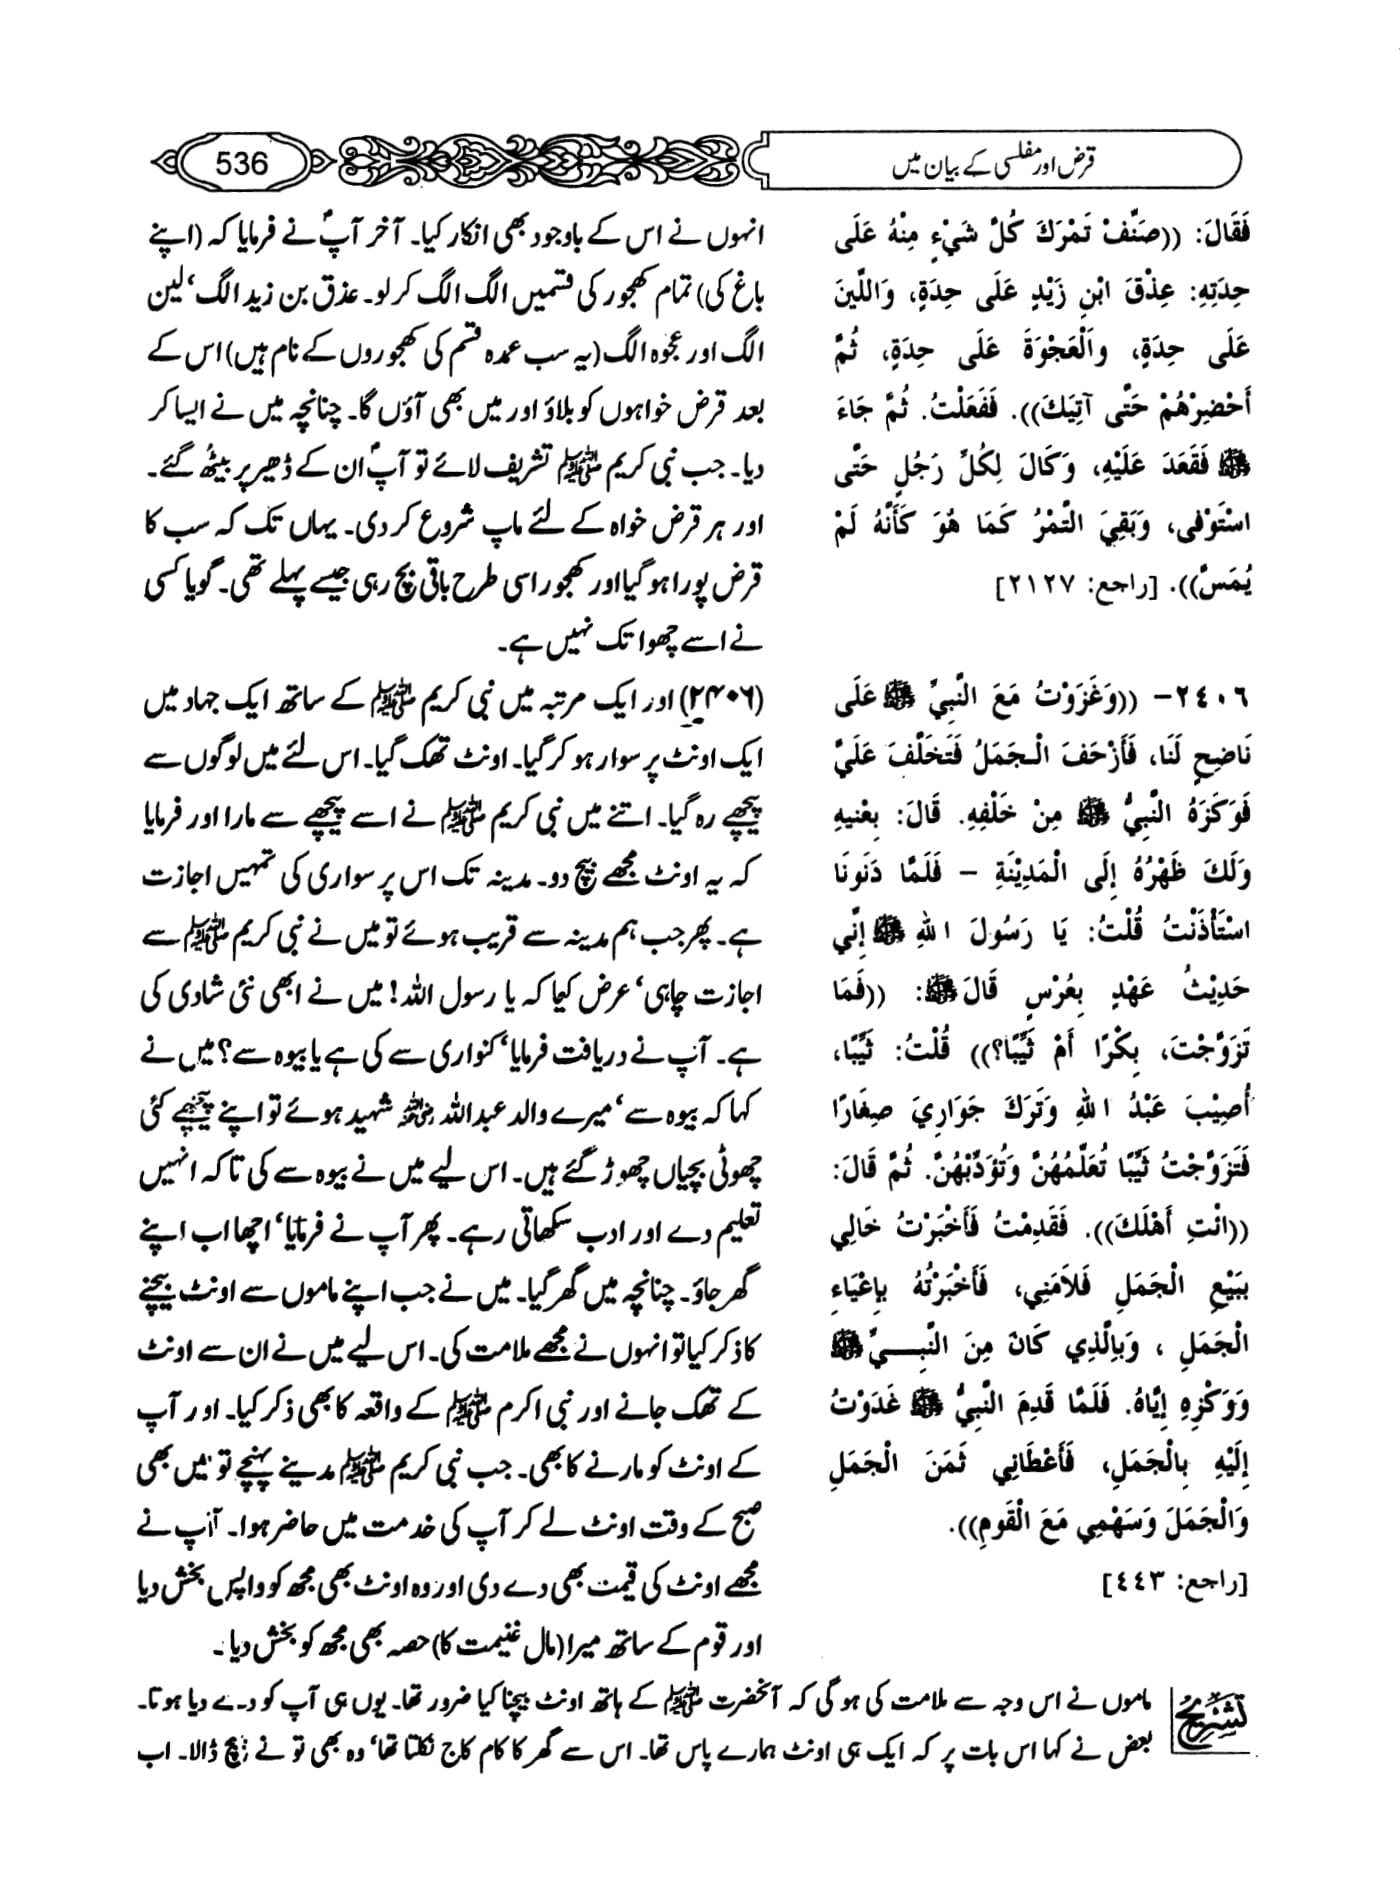 قرض اور مفلسی کے بیان میں
536
فَقَالَ: ((صَنِّفْ تَمْرَكَ كُلَّ شَيْءٍ مِنْهُ عَلَى
حِدَتِهِ: عِذْقَ ابْنِ زَيْدٍ عَلَى حِدَةٍ، وَاللَّيْنَ
عَلَى حِدَةٍ، وَالْعَجْوَةَ عَلَى حِدَةٍ، ثُمَّ
أَحْضِرْهُمْ حَتَّى آتِيَكَ)). فَفَعَلْتُ. ثُمَّ جَاءَ
ﷺ فَقَعَدَ عَلَيْهِ، وَكَالَ لِكُلِّ رَجُلٍ حَتَّى
اسْتَوْفَى، وَبَقِيَ التَّمْرُ كَمَا هُوَ كَأَنَّهُ لَمْ
يُمَسَّ)). [راجع: ٢١٢٧]
٢٤٠٦- ((وَغَزَوْتُ مَعَ النَّبِيِّ ﷺ عَلَى
نَاضِحٍ لَنَا، فَأَزْحَفَ الْجَمَلُ فَتَخَلَّفَ عَلَيَّ
فَوَكَزَهُ النَّبِيُّ ﷺ مِنْ خَلْفِهِ. قَالَ: بِعْنِيهِ
وَلَكَ ظَهْرُهُ إِلَى الْمَدِيْنَةِ – فَلَمَّا دَنَونَا
اسْتَأْذَنْتُ قُلْتُ: يَا رَسُولَ اللهِ ﷺ إِنِّي
حَدِيْثُ عَهْدٍ بِعُرْسٍ قَالَ ﷺ: ((فَمَا
تَزَوَّجْتَ، بِكْرًا أَمْ ثَيِّبًا؟)) قُلْتُ: ثَيِّبًا،
أُصِيْبَ عَبْدُ اللهِ وَتَرَكَ جَوَارِيَ صِغَارًا
فَتَزَوَّجْتُ ثَيِّبًا تُعَلِّمُهُنَّ وَتُؤَدِّبُهُنَّ. ثُمَّ قَالَ:
((ائْتِ أَهْلَكَ)). فَقَدِمْتُ فَأَخْبَرْتُ خَالِي
بِبَيْعِ الْجَمَلِ فَلاَمَنِي، فَأَخْبَرْتُهُ بِإِعْيَاءِ
الْجَمَلِ ، وَبِالَّذِي كَانَ مِنَ النَّبِيِّ ﷺ
وَوَكْزِهِ إِيَّاهُ. فَلَمَّا قَدِمَ النَّبِيُّ ﷺ غَدَوْتُ
إِلَيْهِ بِالْجَمَلِ، فَأَعْطَانِي ثَمَنَ الْجَمَلِ
وَالْجَمَلَ وَسَهْمِي مَعَ الْقَومِ)).
[راجع: ٤٤٣]
انہوں نے اس کے باوجود بھی انکار کیا۔ آخر آپؐ نے فرمایا کہ (اپنے
باغ کی) تمام کھجور کی قسمیں الگ الگ کر لو۔ عذق بن زید الگ‘ لین
الگ اور عجوہ الگ (یہ سب عمدہ قسم کی کھجوروں کے نام ہیں) اس کے
بعد قرض خواہوں کو بلاؤ اور میں بھی آؤں گا۔ چنانچہ میں نے ایسا کر
دیا۔ جب نبی کریم ﷺ تشریف لائے تو آپؐ ان کے ڈھیر پر بیٹھ گئے۔
اور ہر قرض خواہ کے لئے ماپ شروع کر دی۔ یہاں تک کہ سب کا
قرض پورا ہو گیا اور کھجور اسی طرح باقی بچ رہی جیسے پہلے تھی۔ گویا کسی
نے اسے چھوا تک نہیں ہے۔
(۲۴۰۶) اور ایک مرتبہ میں نبی کریم ﷺ کے ساتھ ایک جہاد میں
ایک اونٹ پر سوار ہو کر گیا۔ اونٹ تھک گیا۔ اس لئے میں لوگوں سے
پیچھے رہ گیا۔ اتنے میں نبی کریم ﷺ نے اسے پیچھے سے مارا اور فرمایا
کہ یہ اونٹ مجھے بیچ دو۔ مدینہ تک اس پر سواری کی تمہیں اجازت
ہے۔ پھر جب ہم مدینہ سے قریب ہوئے تو میں نے نبی کریم ﷺ سے
اجازت چاہی‘ عرض کیا کہ یا رسول اللہ! میں نے ابھی نئی شادی کی
ہے۔ آپ نے دریافت فرمایا‘ کنواری سے کی ہے یا بیوہ سے؟ میں نے
کہا کہ بیوہ سے‘ میرے والد عبداللہ رضی اللہ عنہ شہید ہوئے تو اپنے پیچھے کئی
چھوٹی بچیاں چھوڑ گئے ہیں۔ اس لیے میں نے بیوہ سے کی تاکہ انہیں
تعلیم دے اور ادب سکھاتی رہے۔ پھر آپ نے فرمایا‘ اچھا اب اپنے
گھر جاؤ۔ چنانچہ میں گھر گیا۔ میں نے جب اپنے ماموں سے اونٹ بیچنے
کا ذکر کیا تو انہوں نے مجھے ملامت کی۔ اس لیے میں نے ان سے اونٹ
کے تھک جانے اور نبی اکرم ﷺ کے واقعہ کا بھی ذکر کیا۔ اور آپ
کے اونٹ کو مارنے کا بھی۔ جب نبی کریم ﷺ مدینے پہنچے تو میں بھی
صبح کے وقت اونٹ لے کر آپ کی خدمت میں حاضر ہوا۔ آپ نے
مجھے اونٹ کی قیمت بھی دے دی اور وہ اونٹ بھی مجھ کو واپس بخش دیا
اور قوم کے ساتھ میرا (مال غنیمت کا) حصہ بھی مجھ کو بخش دیا۔
تشریح
ماموں نے اس وجہ سے ملامت کی ہو گی کہ آنحضرت ﷺ کے ہاتھ اونٹ بیچنا کیا ضرور تھا۔ یوں ہی آپ کو دے دیا ہوتا۔
بعض نے کہا اس بات پر کہ ایک ہی اونٹ ہمارے پاس تھا۔ اس سے گھر کا کام کاج نکلتا تھا‘ وہ بھی تو نے بیچ ڈالا۔ اب